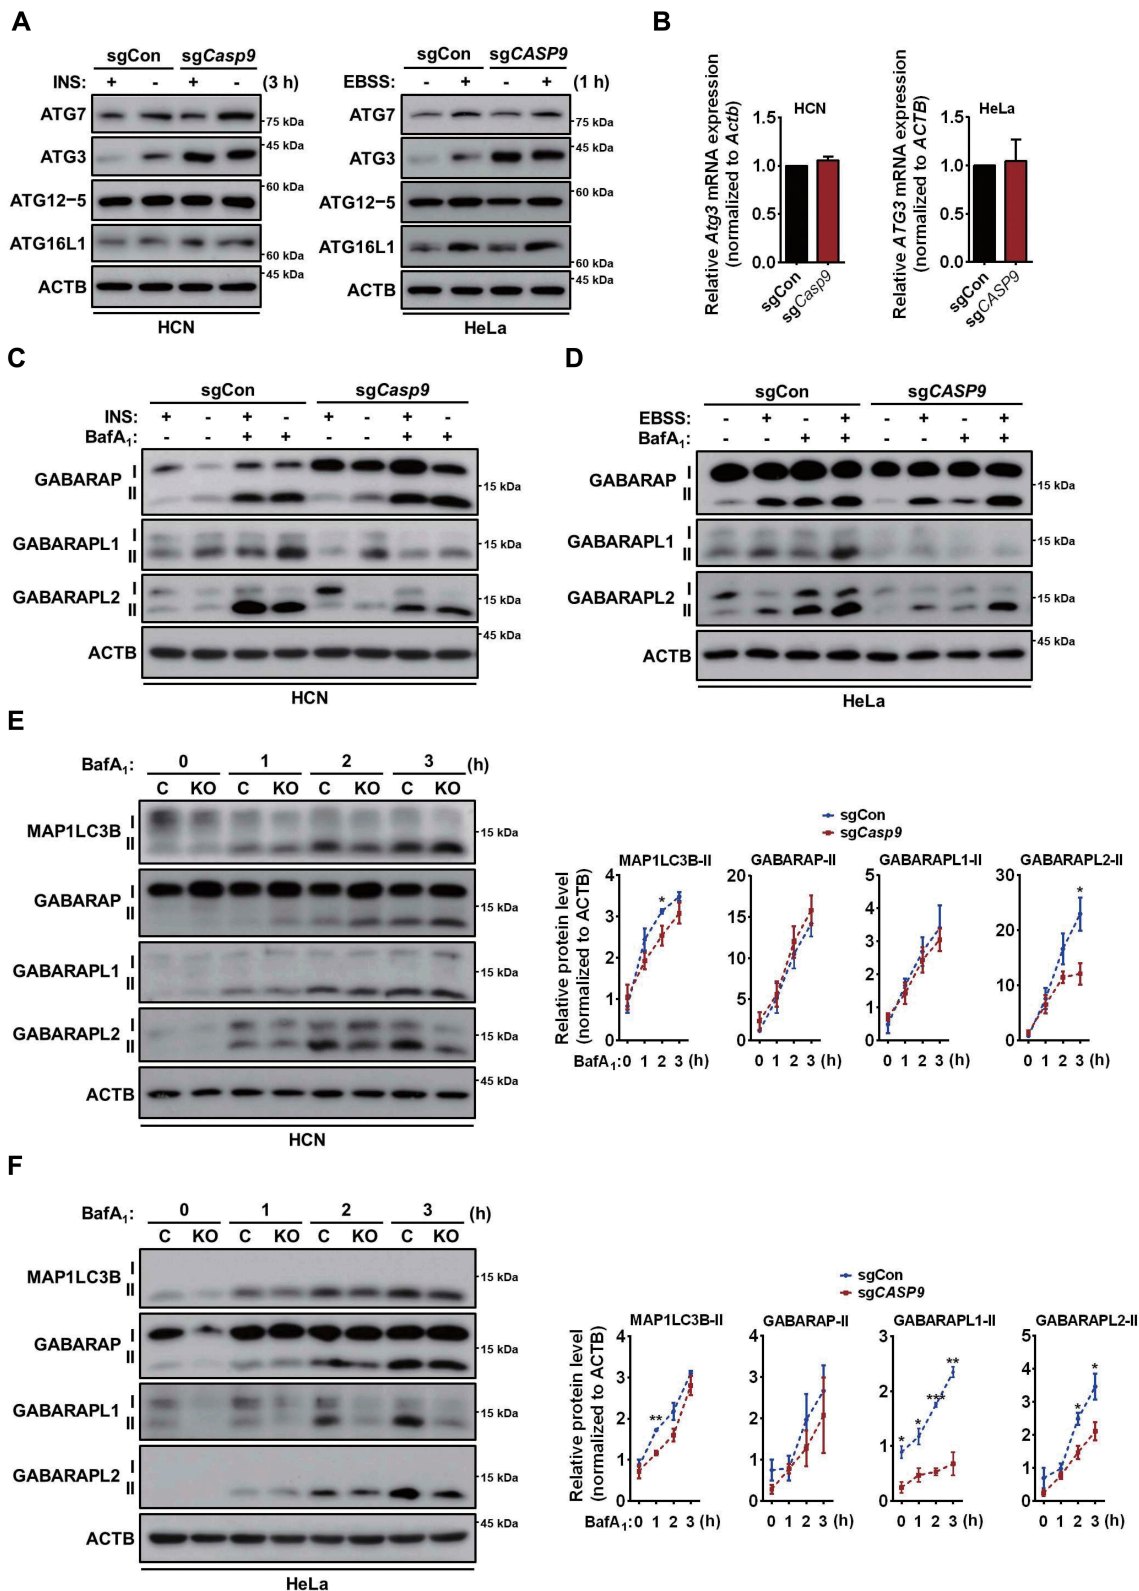 A
sgCon sgCasp9
INS: + - + - (3 h)
ATG7 75 kDa
ATG3 45 kDa
ATG12−5 60 kDa
ATG16L1 60 kDa
ACTB 45 kDa
HCN
sgCon sgCASP9
EBSS: - + - + (1 h)
ATG7 75 kDa
ATG3 45 kDa
ATG12−5 60 kDa
ATG16L1 60 kDa
ACTB 45 kDa
HeLa
B
Relative Atg3 mRNA expression
(normalized to Actb)
HCN
1.5
1.0
0.5
0.0
sgCon
sgCasp9
Relative ATG3 mRNA expression
(normalized to ACTB)
HeLa
1.5
1.0
0.5
0.0
sgCon
sgCASP9
C
sgCon sgCasp9
INS: + - + - + - + -
BafA₁: - - + + - - + +
GABARAP I II 15 kDa
GABARAPL1 I II 15 kDa
GABARAPL2 I II 15 kDa
ACTB 45 kDa
HCN
D
sgCon sgCASP9
EBSS: - + - + - + - +
BafA₁: - - + + - - + +
GABARAP I II 15 kDa
GABARAPL1 I II 15 kDa
GABARAPL2 I II 15 kDa
ACTB 45 kDa
HeLa
E
BafA₁: 0 1 2 3 (h)
C KO C KO C KO C KO
MAP1LC3B I II 15 kDa
GABARAP I II 15 kDa
GABARAPL1 I II 15 kDa
GABARAPL2 I II 15 kDa
ACTB 45 kDa
HCN
sgCon
sgCasp9
Relative protein level
(normalized to ACTB)
MAP1LC3B-II
4
3
2
1
0
*
BafA₁: 0 1 2 3 (h)
GABARAP-II
20
15
10
5
0
0 1 2 3 (h)
GABARAPL1-II
5
4
3
2
1
0
0 1 2 3 (h)
GABARAPL2-II
30
20
10
0
*
0 1 2 3 (h)
F
BafA₁: 0 1 2 3 (h)
C KO C KO C KO C KO
MAP1LC3B I II 15 kDa
GABARAP I II 15 kDa
GABARAPL1 I II 15 kDa
GABARAPL2 I II 15 kDa
ACTB 45 kDa
HeLa
sgCon
sgCASP9
Relative protein level
(normalized to ACTB)
MAP1LC3B-II
4
3
2
1
0
**
BafA₁: 0 1 2 3 (h)
GABARAP-II
4
3
2
1
0
0 1 2 3 (h)
GABARAPL1-II
3
2
1
0
* * *** **
0 1 2 3 (h)
GABARAPL2-II
5
4
3
2
1
0
* *
0 1 2 3 (h)